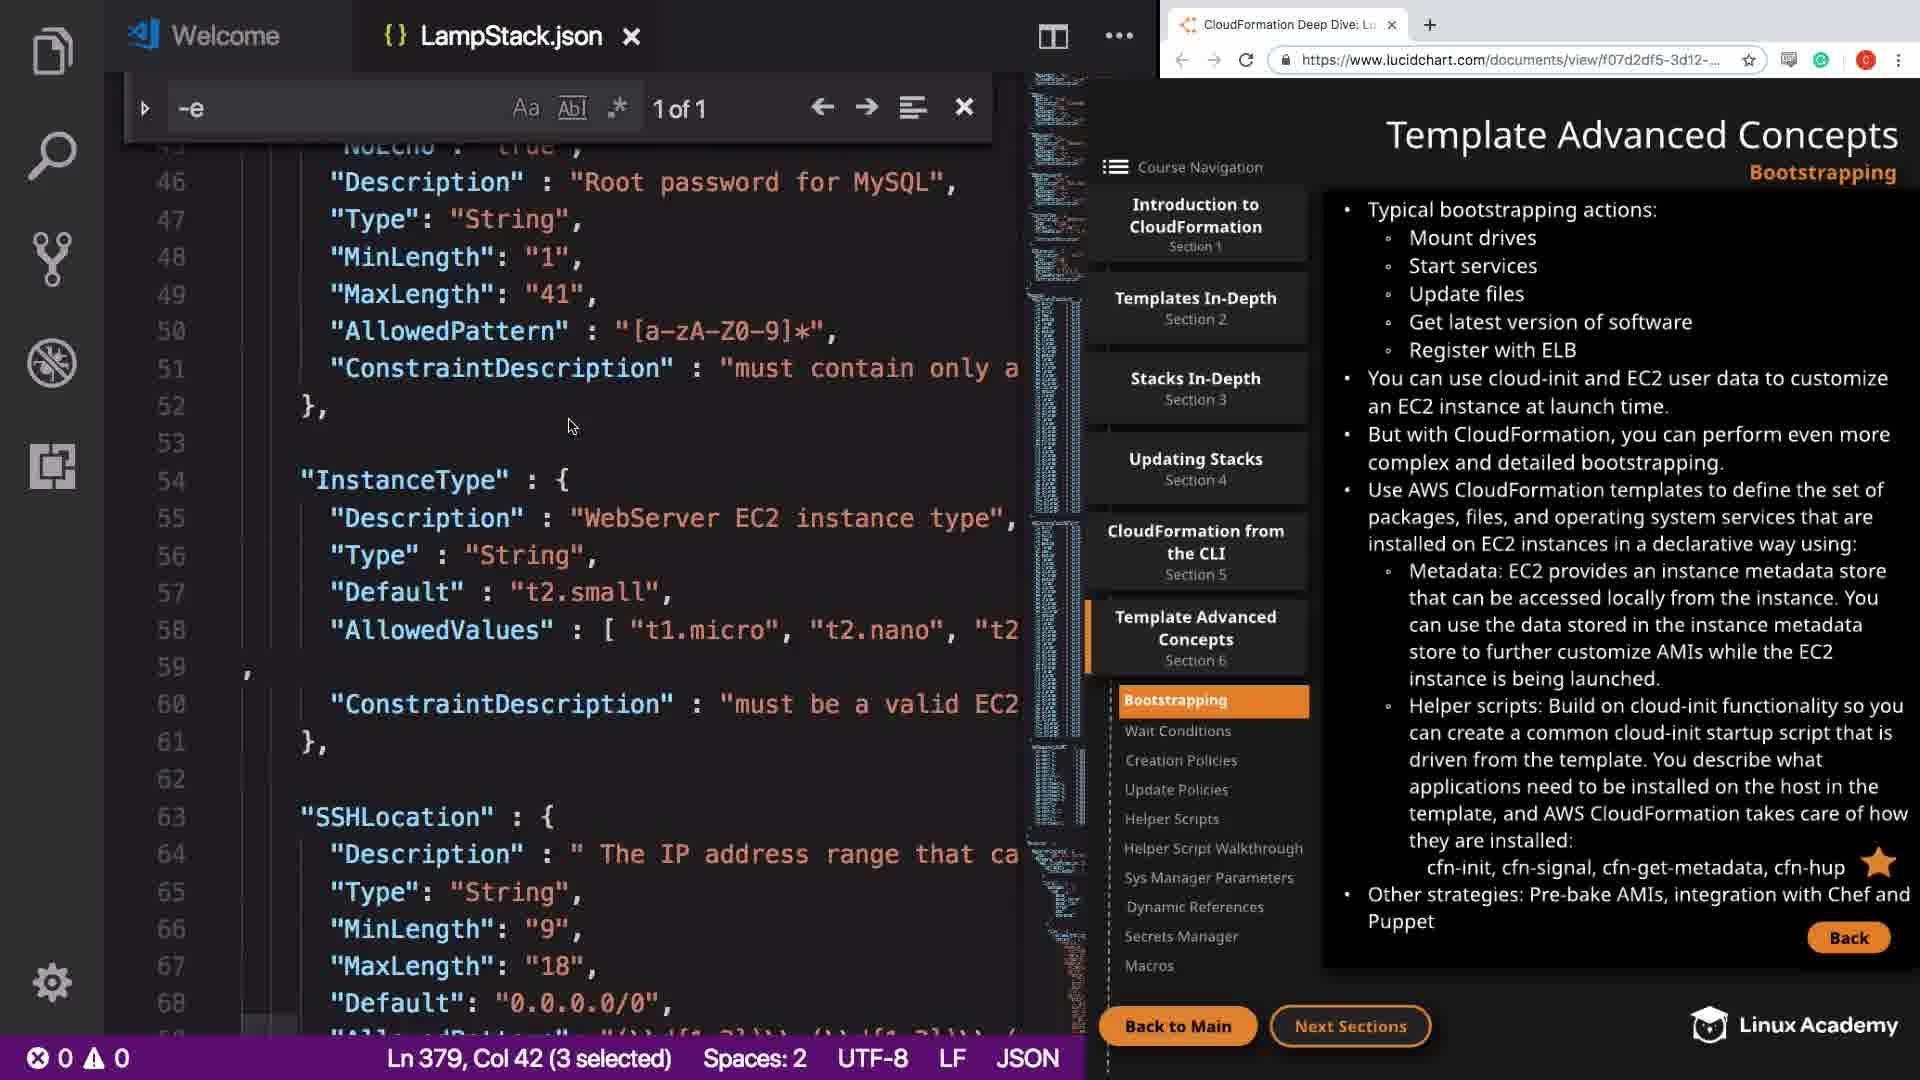 Welcome
{} LampStack.json
-e
Aa Abl .* 1 of 1
"NoEcho" : "true",
46 "Description" : "Root password for MySQL",
47 "Type": "String",
48 "MinLength": "1",
49 "MaxLength": "41",
50 "AllowedPattern" : "[a-zA-Z0-9]*",
51 "ConstraintDescription" : "must contain only a
52 },
53
54 "InstanceType" : {
55 "Description" : "WebServer EC2 instance type",
56 "Type" : "String",
57 "Default" : "t2.small",
58 "AllowedValues" : [ "t1.micro", "t2.nano", "t2
59 ,
60 "ConstraintDescription" : "must be a valid EC2
61 },
62
63 "SSHLocation" : {
64 "Description" : " The IP address range that ca
65 "Type": "String",
66 "MinLength": "9",
67 "MaxLength": "18",
68 "Default": "0.0.0.0/0",
0 0
Ln 379, Col 42 (3 selected) Spaces: 2 UTF-8 LF JSON
CloudFormation Deep Dive: Lu
https://www.lucidchart.com/documents/view/f07d2df5-3d12-...
C
Template Advanced Concepts
Bootstrapping
Course Navigation
Introduction to
CloudFormation
Section 1
Templates In-Depth
Section 2
Stacks In-Depth
Section 3
Updating Stacks
Section 4
CloudFormation from
the CLI
Section 5
Template Advanced
Concepts
Section 6
Bootstrapping
Wait Conditions
Creation Policies
Update Policies
Helper Scripts
Helper Script Walkthrough
Sys Manager Parameters
Dynamic References
Secrets Manager
Macros
• Typical bootstrapping actions:
◦ Mount drives
◦ Start services
◦ Update files
◦ Get latest version of software
◦ Register with ELB
• You can use cloud-init and EC2 user data to customize
an EC2 instance at launch time.
• But with CloudFormation, you can perform even more
complex and detailed bootstrapping.
• Use AWS CloudFormation templates to define the set of
packages, files, and operating system services that are
installed on EC2 instances in a declarative way using:
◦ Metadata: EC2 provides an instance metadata store
that can be accessed locally from the instance. You
can use the data stored in the instance metadata
store to further customize AMIs while the EC2
instance is being launched.
◦ Helper scripts: Build on cloud-init functionality so you
can create a common cloud-init startup script that is
driven from the template. You describe what
applications need to be installed on the host in the
template, and AWS CloudFormation takes care of how
they are installed:
cfn-init, cfn-signal, cfn-get-metadata, cfn-hup
• Other strategies: Pre-bake AMIs, integration with Chef and
Puppet
Back
Back to Main
Next Sections
Linux Academy